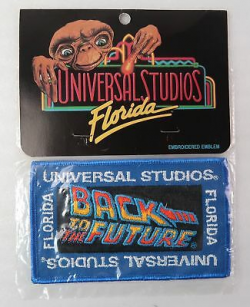 UNIVERSAL STUDIOS
Florida
EMBROIDERED EMBLEM
UNIVERSAL STUDIOS®
FLORIDA
BACK
TO THE
FUTURE®
FLORIDA
UNIVERSAL STUDIOS®